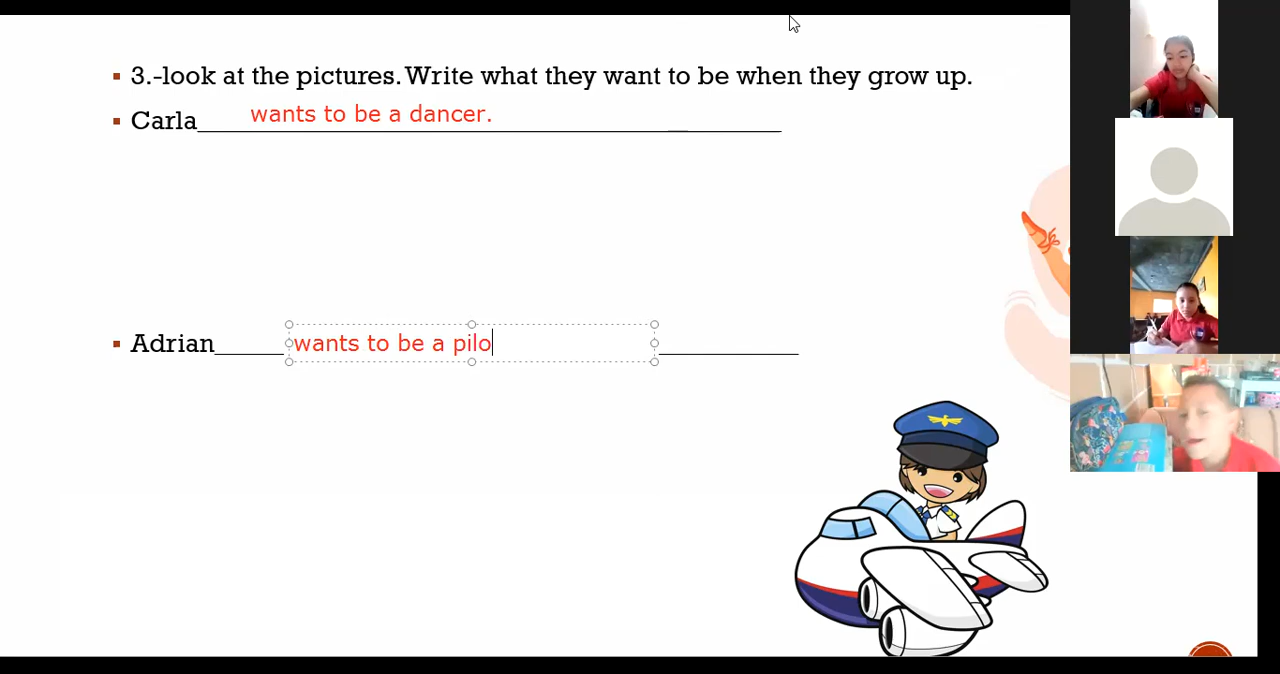 3.-look at the pictures. Write what they want to be when they grow up.
Carla wants to be a dancer.
Adrian wants to be a pilo